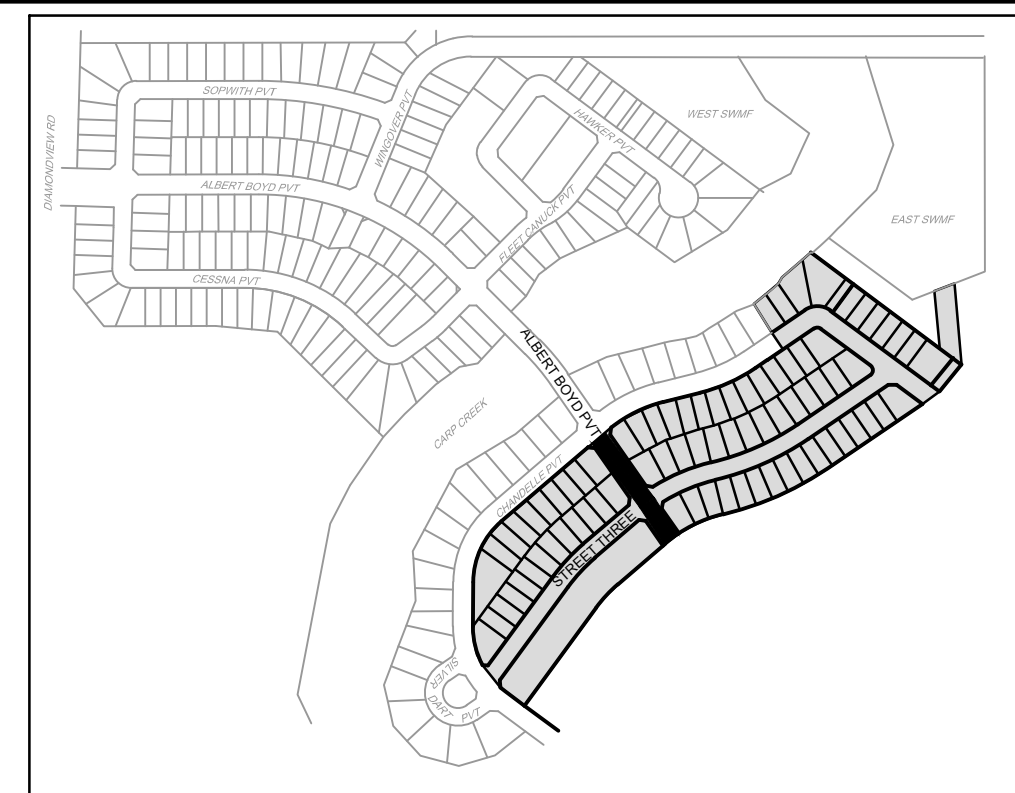 SOPWITH PVT
WINGOVER PVT
HAWKER PVT
WEST SWMF
DIAMONDVIEW RD
ALBERT BOYD PVT
FLEET CANUCK PVT
EAST SWMF
CESSNA PVT
ALBERT BOYD PVT
CARP CREEK
CHANDELLE PVT
STREET THREE
SILVER
DART
PVT